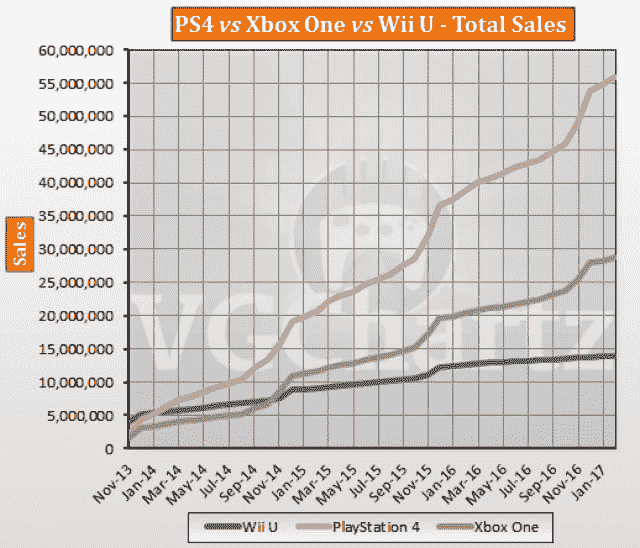 PS4 vs Xbox One vs Wii U - Total Sales
60,000,000
55,000,000
50,000,000
45,000,000
40,000,000
35,000,000
30,000,000
25,000,000
20,000,000
15,000,000
10,000,000
5,000,000
0
Sales
VGChartz
Nov-13
Jan-14
Mar-14
May-14
Jul-14
Sep-14
Nov-14
Jan-15
Mar-15
May-15
Jul-15
Sep-15
Nov-15
Jan-16
Mar-16
May-16
Jul-16
Sep-16
Nov-16
Jan-17
Wii U
PlayStation 4
Xbox One